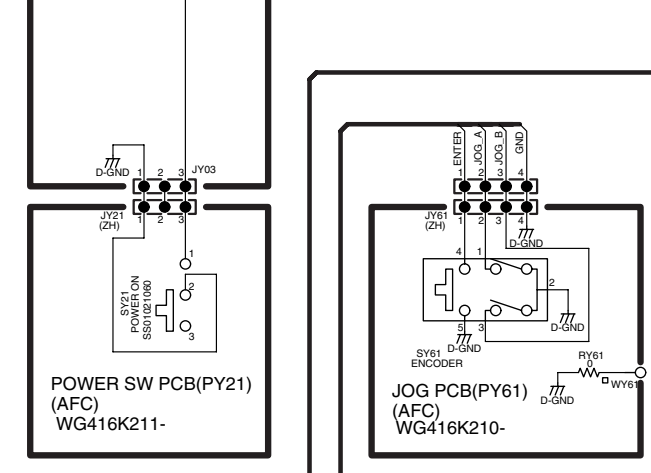 D-GND
1 2 3
JY03
JY21
(ZH)
1 2 3
1
2
3
SY21
POWER ON
SS01021060
POWER SW PCB(PY21)
(AFC)
WG416K211-
ENTER
JOG_A
JOG_B
GND
1 2 3 4
JY61
(ZH)
1 2 3 4
D-GND
4 1
2
5 3
D-GND
D-GND
SY61
ENCODER
RY61
0
D-GND
WY61
JOG PCB(PY61)
(AFC)
WG416K210-